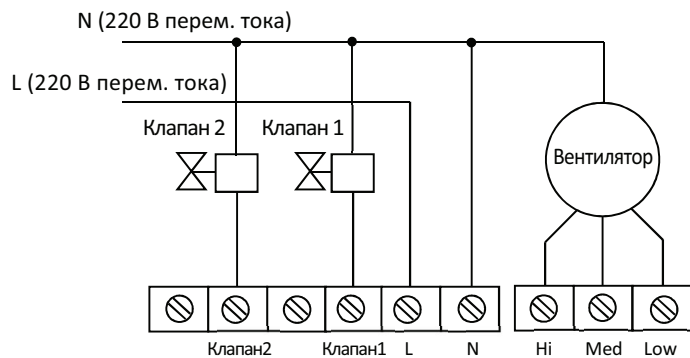 N (220 В перем. тока)
L (220 В перем. тока)
Клапан 2 Клапан 1
Вентилятор
Клапан2 Клапан1 L N Hi Med Low